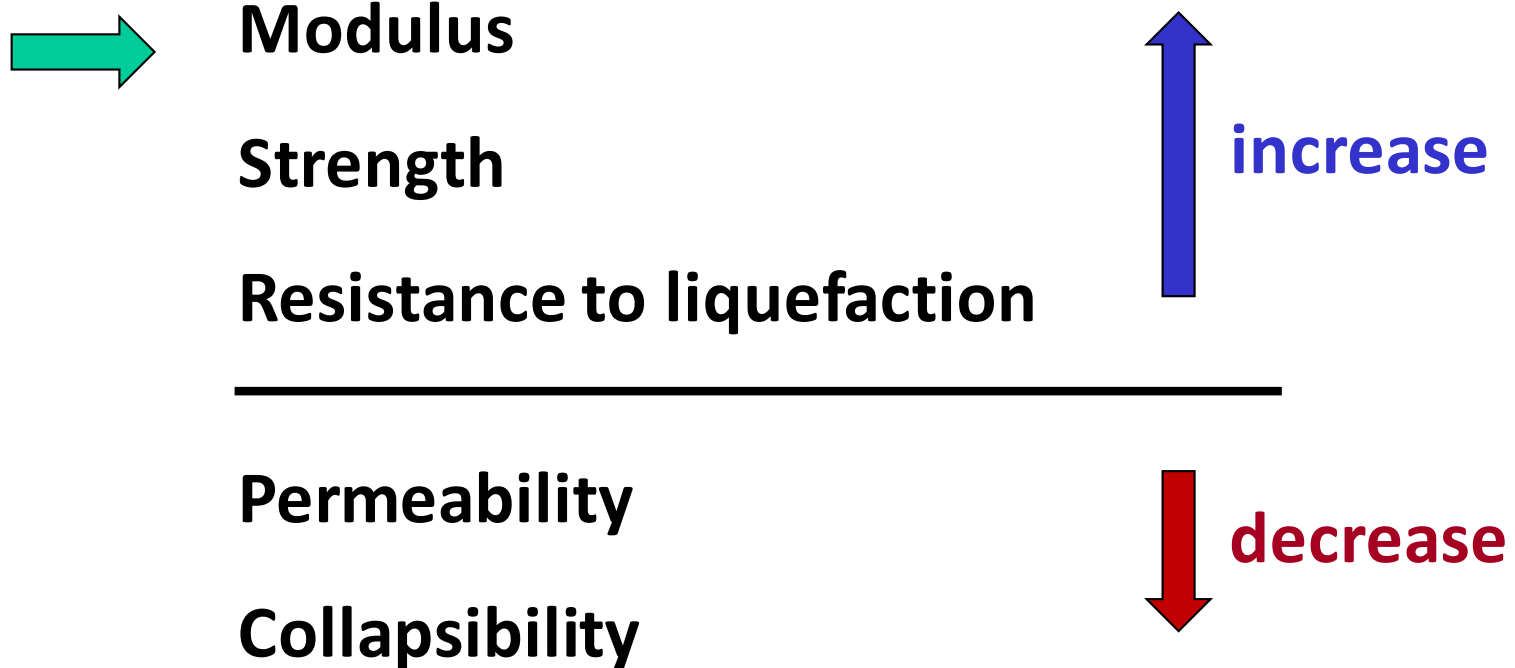 Modulus
Strength
increase
Resistance to liquefaction
Permeability
decrease
Collapsibility